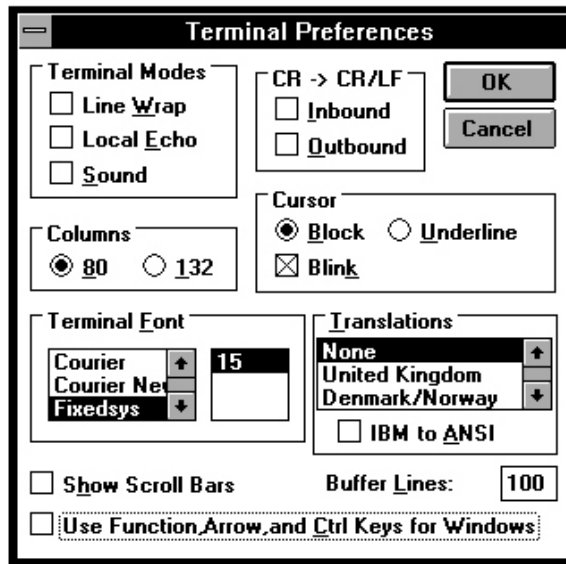 Terminal Preferences
Terminal Modes
Line Wrap
Local Echo
Sound
CR -> CR/LF
Inbound
Outbound
OK
Cancel
Columns
80 132
Cursor
Block Underline
Blink
Terminal Font
Courier
Courier Nev
Fixedsys
15
Translations
None
United Kingdom
Denmark/Norway
IBM to ANSI
Show Scroll Bars
Buffer Lines: 100
Use Function,Arrow,and Ctrl Keys for Windows